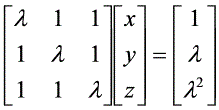 [λ 1 1] [x] = [1]
[1 λ 1] [y] = [λ]
[1 1 λ] [z] = [λ²]